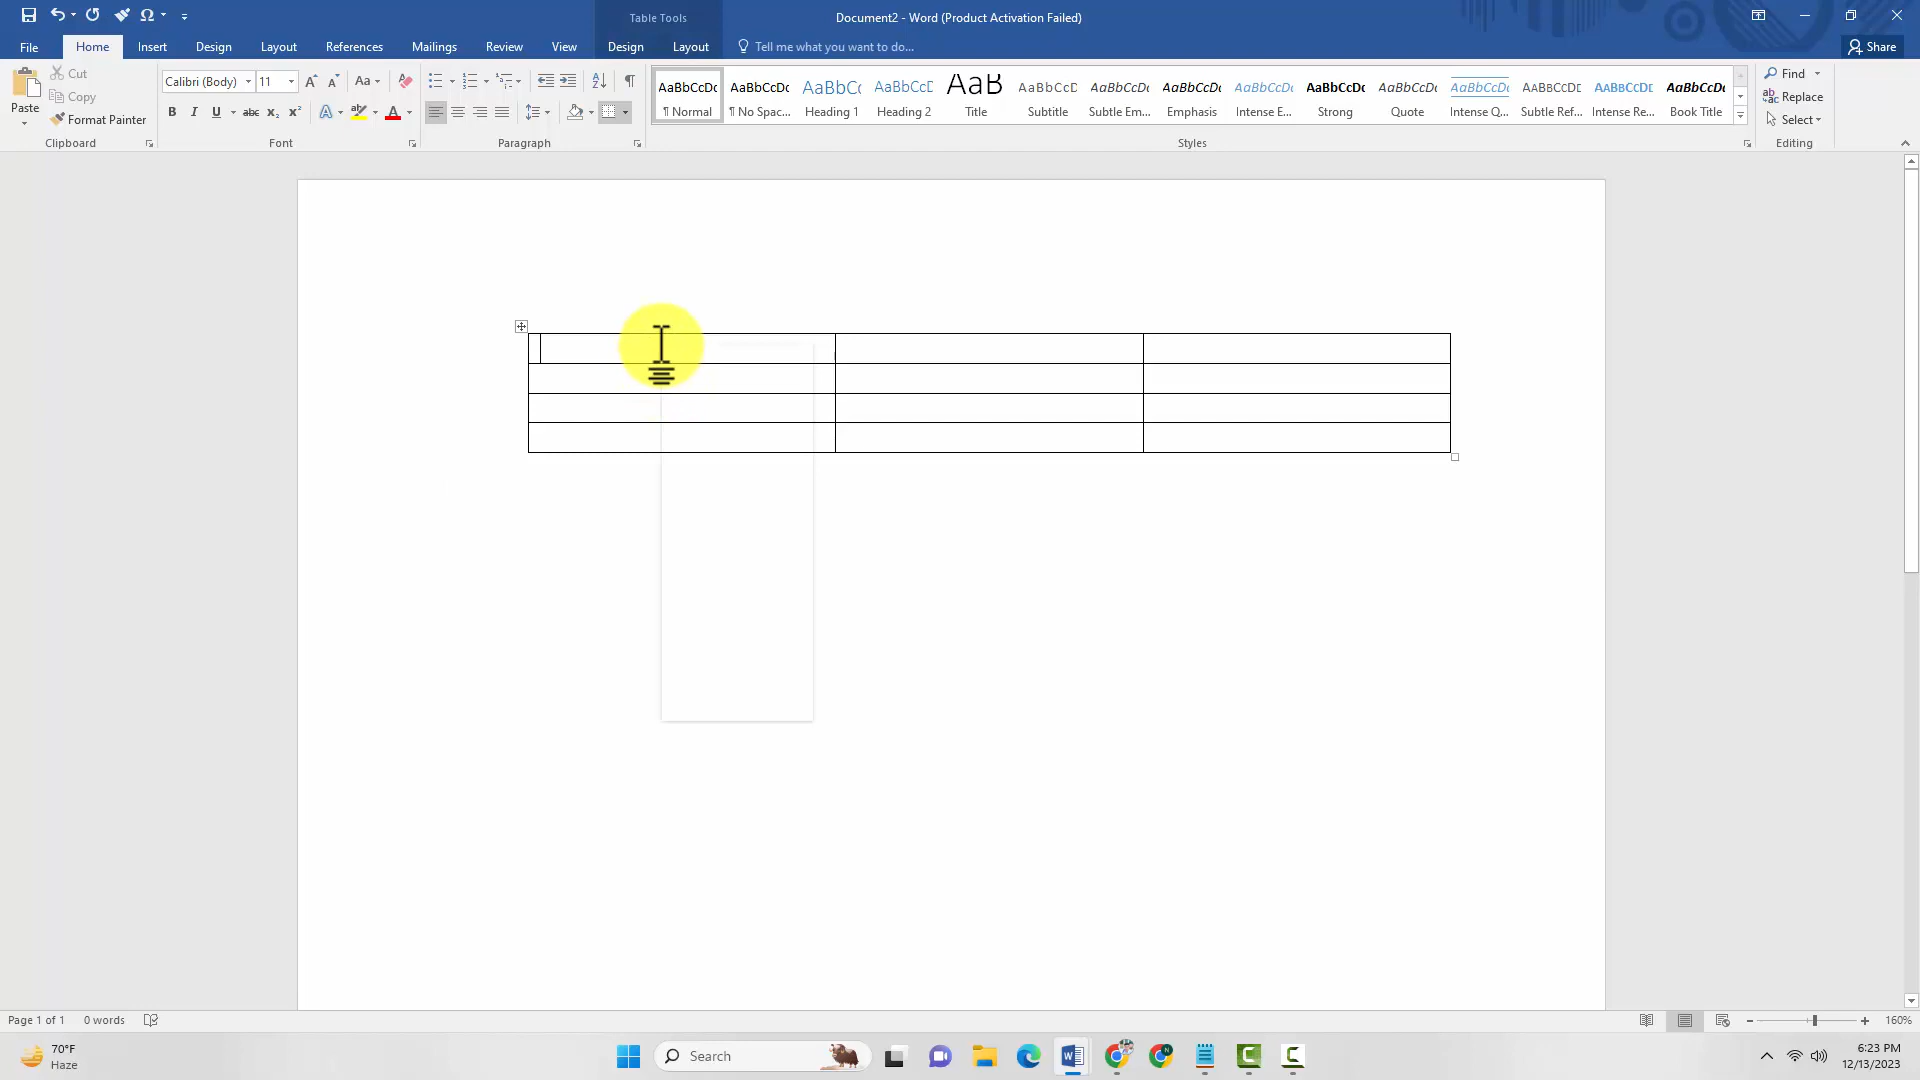 Table Tools
Document2 - Word (Product Activation Failed)
File Home Insert Design Layout References Mailings Review View Design Layout Tell me what you want to do... Share
Paste
Cut
Copy
Format Painter
Clipboard
Calibri (Body) 11
Font
Paragraph
AaBbCcDc AaBbCcDc AaBbCc AaBbCcD AaB AaBbCcD AaBbCcDc AaBbCcDc AaBbCcDc AaBbCcDc AaBbCcDc AaBbCcDc AABBCCDD AABBCCDD AaBbCcDc
¶ Normal ¶ No Spac... Heading 1 Heading 2 Title Subtitle Subtle Em... Emphasis Intense E... Strong Quote Intense Q... Subtle Ref... Intense Re... Book Title
Styles
Find
Replace
Select
Editing
Page 1 of 1 0 words
160%
70°F
Haze
Search
6:23 PM
12/13/2023